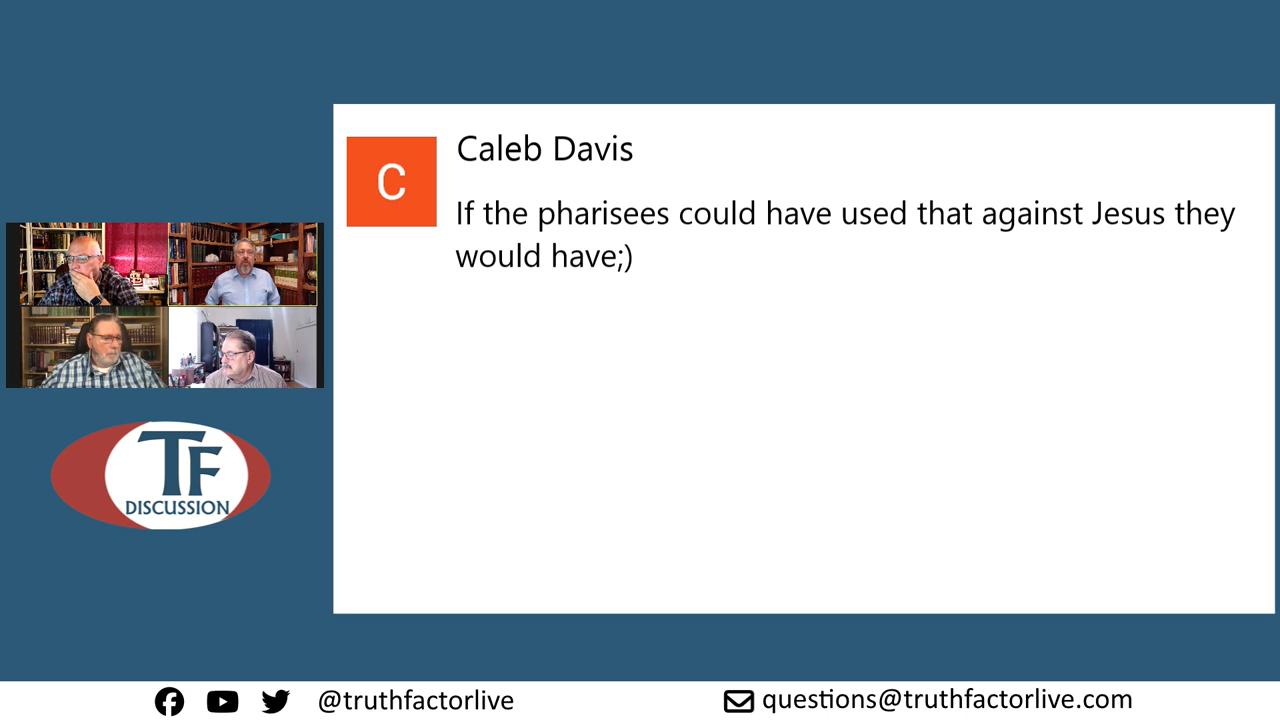 C
Caleb Davis
If the pharisees could have used that against Jesus they
would have;)
TF
DISCUSSION
@truthfactorlive
questions@truthfactorlive.com